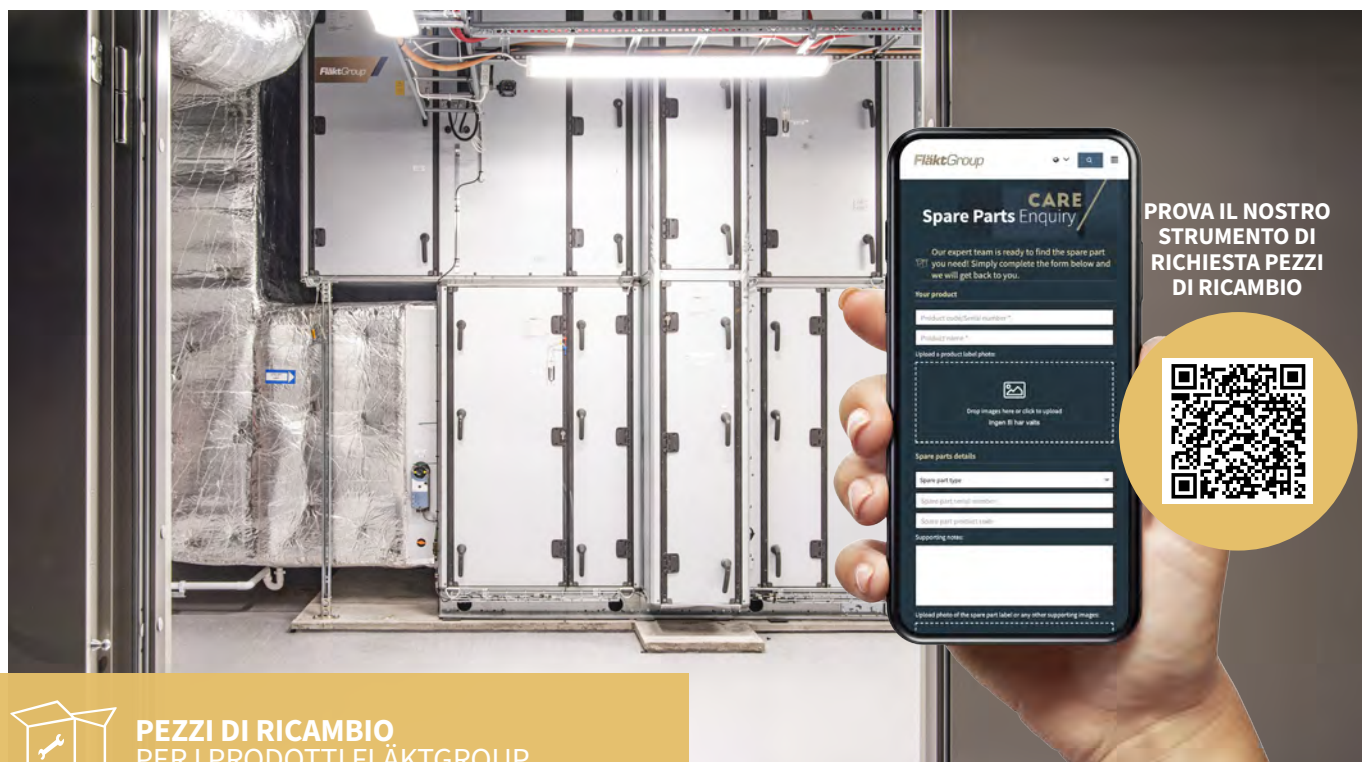 FläktGroup
FläktGroup
CARE
Spare Parts Enquiry
Our expert team is ready to find the spare part
you need! Simply complete the form below and
we will get back to you.
Your product
Product code/Serial number *
Product name *
Upload a product label photo:
Drop images here or click to upload
Ingen fil har valts
Spare parts details
Spare part type
Spare part serial number
Spare part product code
Supporting notes:
Upload photo of the spare part label or any other supporting images:
PROVA IL NOSTRO
STRUMENTO DI
RICHIESTA PEZZI
DI RICAMBIO
PEZZI DI RICAMBIO
PER I PRODOTTI FLÄKTGROUP